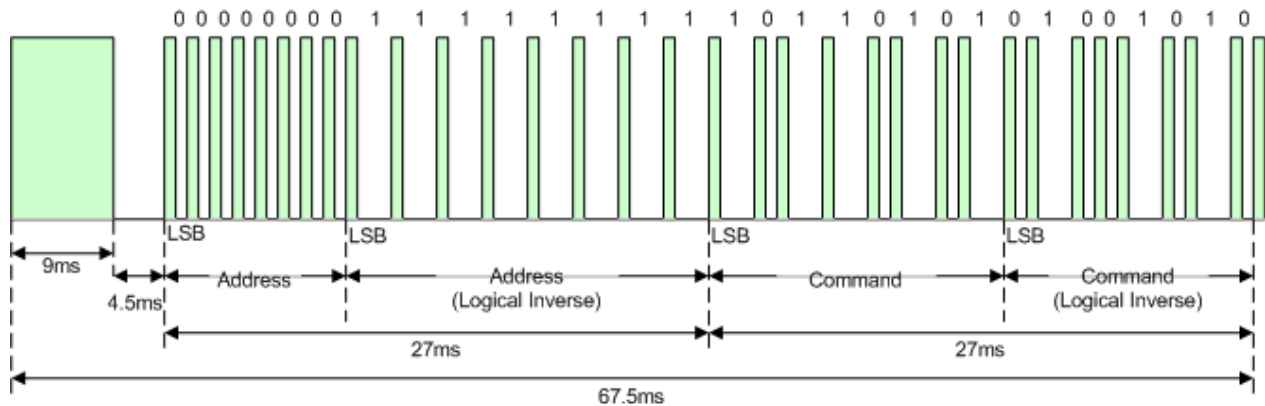 0 0 0 0 0 0 0 0 1 1 1 1 1 1 1 1 1 0 1 1 0 1 0 1 0 1 0 0 1 0 1 0
LSB LSB LSB LSB
9ms Address Address Command Command
4.5ms (Logical Inverse) (Logical Inverse)
27ms 27ms
67.5ms